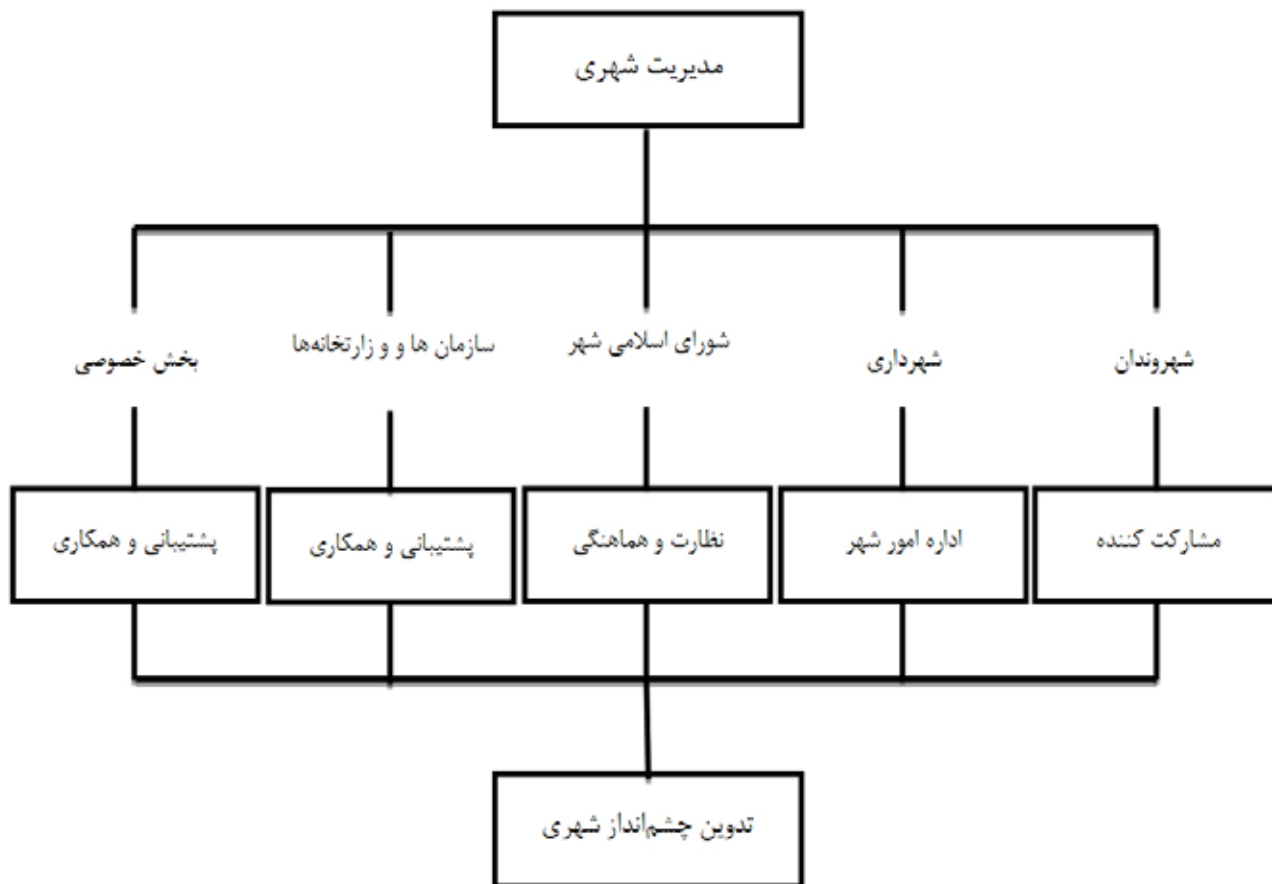 مدیریت شهری
شهروندان
شهرداری
شورای اسلامی شهر
سازمان ها و و زارتخانه‌ها
بخش خصوصی
مشارکت کننده
اداره امور شهر
نظارت و هماهنگی
پشتیبانی و همکاری
پشتیبانی و همکاری
تدوین چشم‌انداز شهری